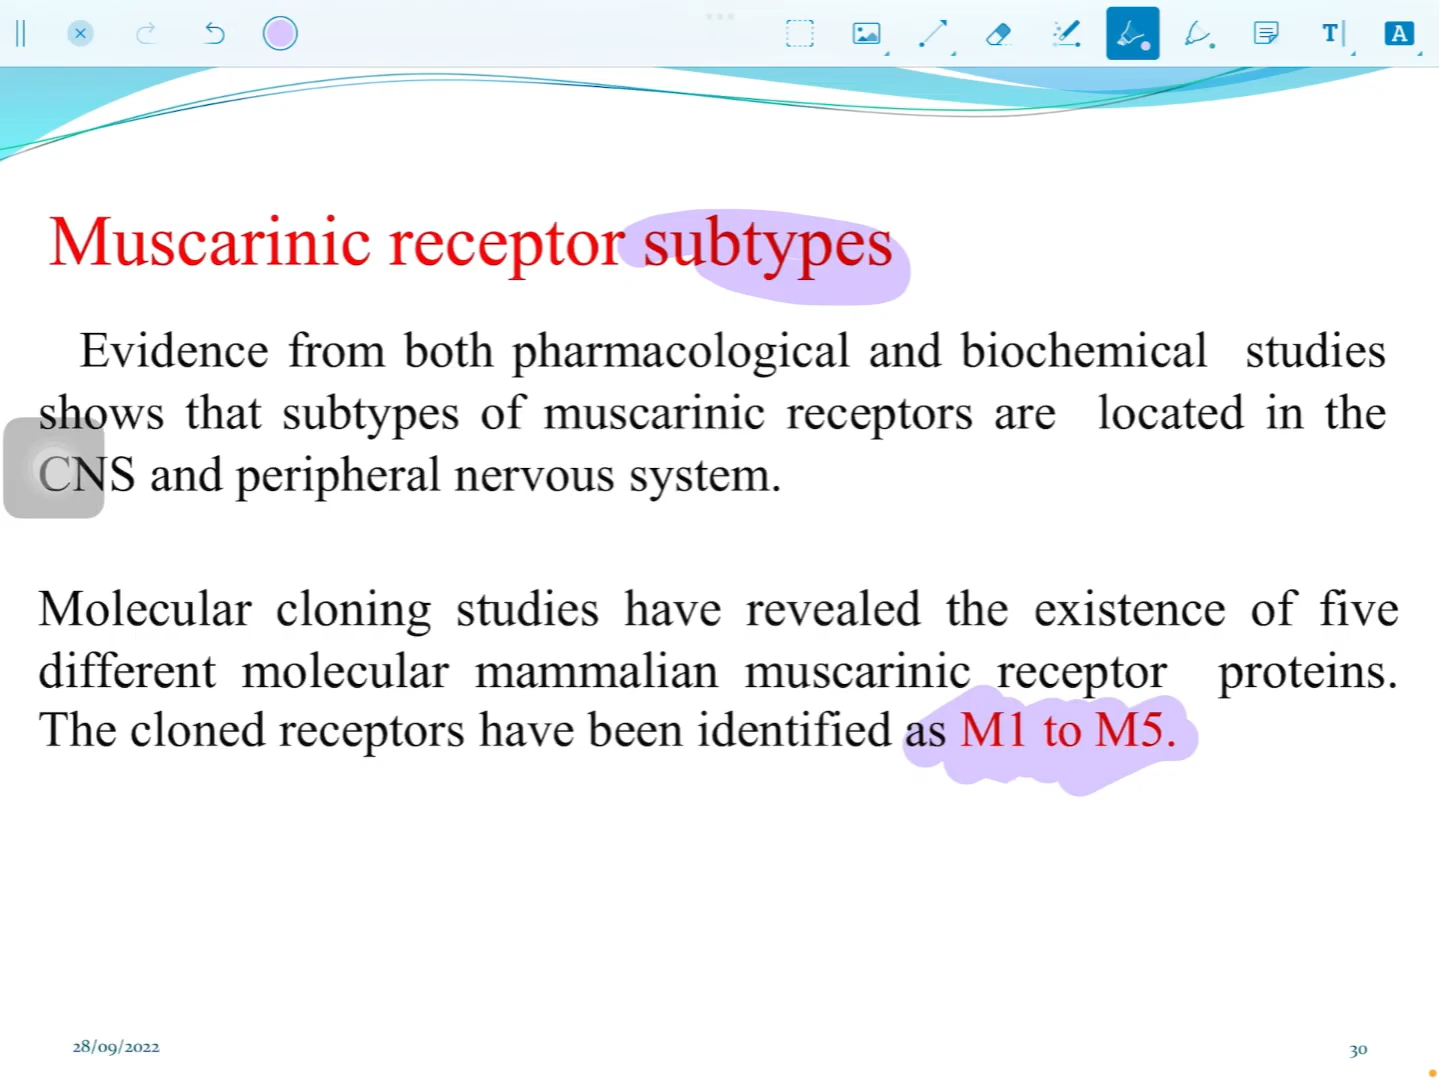 T
A
Muscarinic receptor subtypes
Evidence from both pharmacological and biochemical studies
shows that subtypes of muscarinic receptors are located in the
CNS and peripheral nervous system.
Molecular cloning studies have revealed the existence of five
different molecular mammalian muscarinic receptor proteins.
The cloned receptors have been identified as M1 to M5.
28/09/2022
30